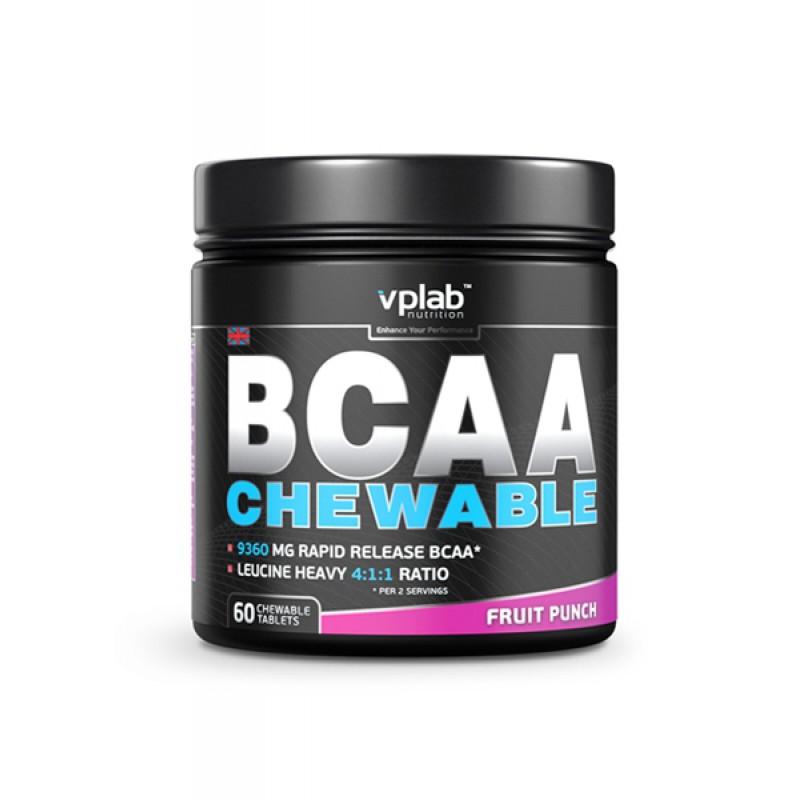 vplab™
nutrition
Enhance Your Performance
BCAA
CHEWABLE
9360 MG RAPID RELEASE BCAA*
LEUCINE HEAVY 4:1:1 RATIO
* PER 2 SERVINGS
60 CHEWABLE
TABLETS
FRUIT PUNCH